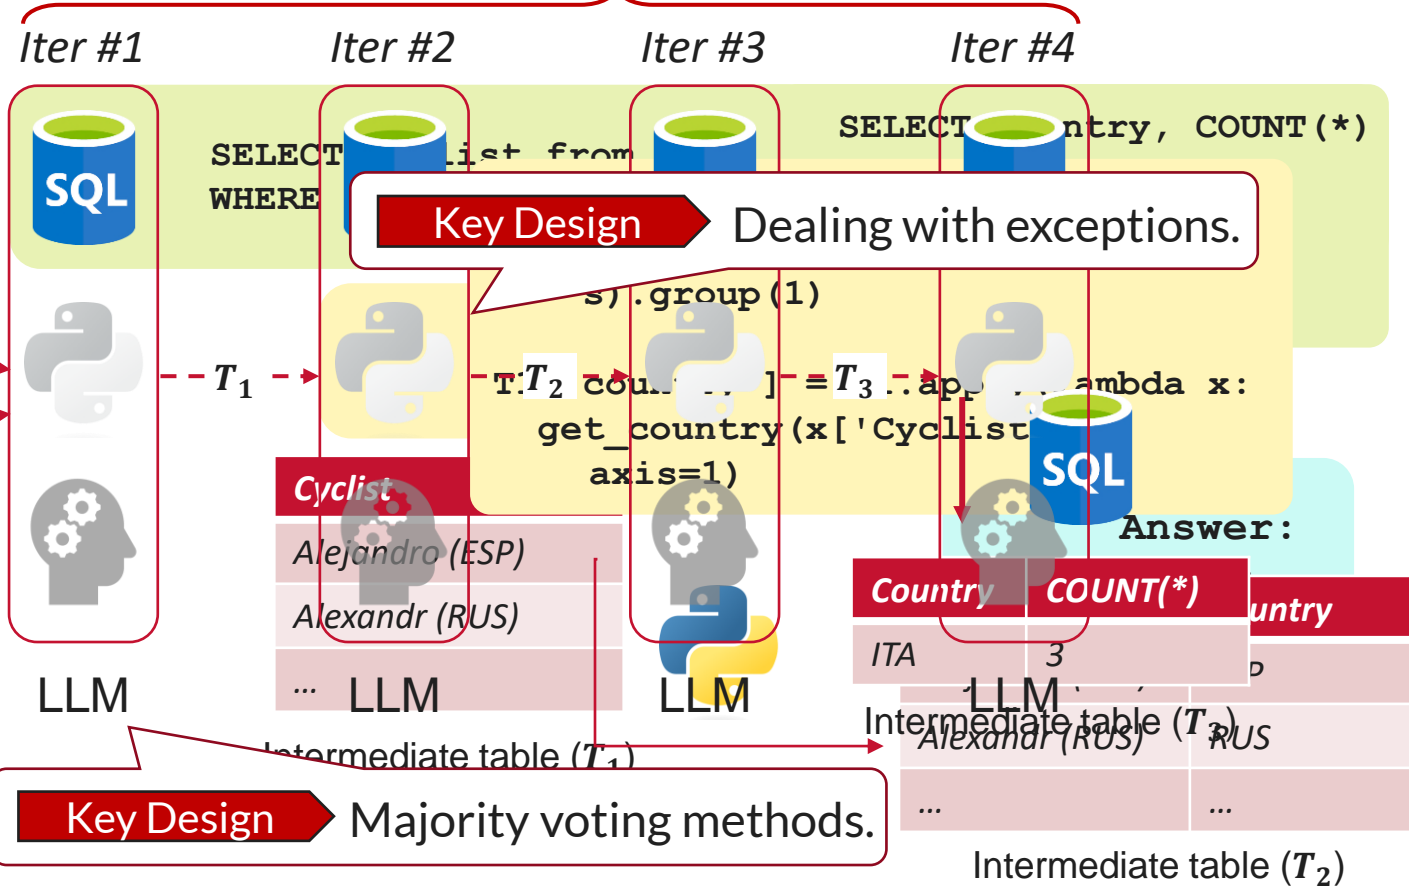 Iter #1
Iter #2
Iter #3
Iter #4
SELECT
list from
WHERE
SELECT
ntry, COUNT(*)
SQL
Key Design
Dealing with exceptions.
s).group(1)
T₁
T₂
T₃
ambda x:
get_country(x['Cyclist
axis=1)
SQL
Answer:
Cyclist
Alejandro (ESP)
Alexandr (RUS)
...
Country
COUNT(*)
ITA
3
untry
P
Alexandr (RUS)
RUS
...
...
LLM
LLM
LLM
LLM
Intermediate table (T₁)
Intermediate table (T₃)
Key Design
Majority voting methods.
Intermediate table (T₂)